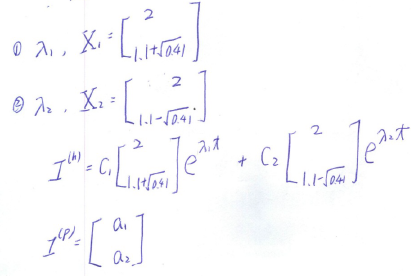 ① λ₁, X₁ = [2; 1.1+√0.41]
② λ₂, X₂ = [2; 1.1-√0.41]
I⁽ʰ⁾ = C₁ [2; 1.1+√0.41] e^{λ₁t} + C₂ [2; 1.1-√0.41] e^{λ₂t}
I⁽ᵖ⁾ = [a₁; a₂]